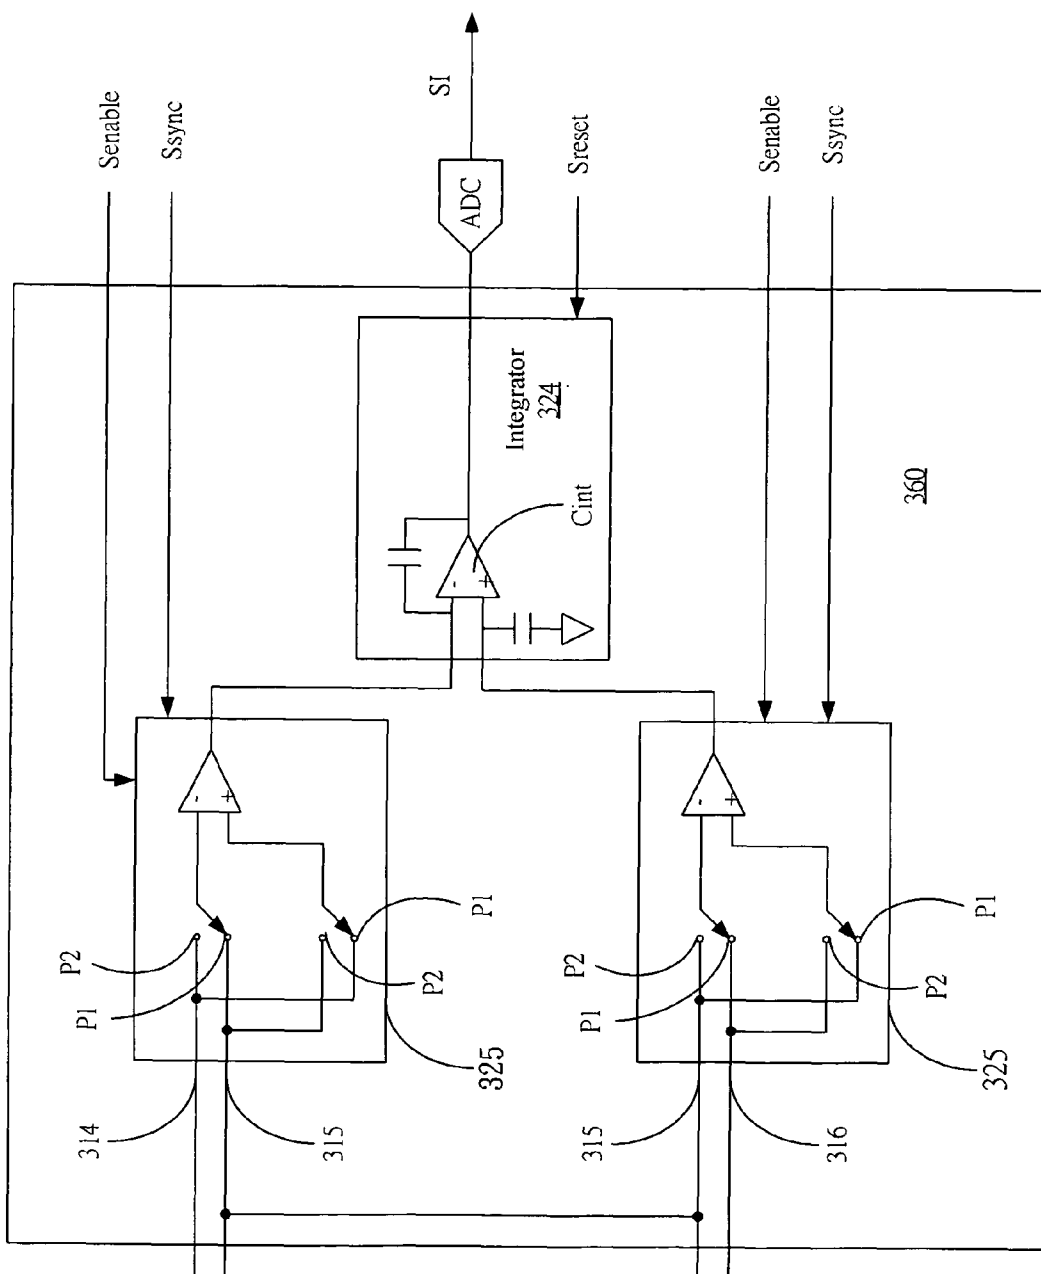 SI
Senable
Ssync
ADC
Sreset
Senable
Ssync
Integrator
324
Cint
-
+
360
-
+
-
+
P2
P1
P2
P1
P2
P1
P2
P1
325
325
314
315
315
316